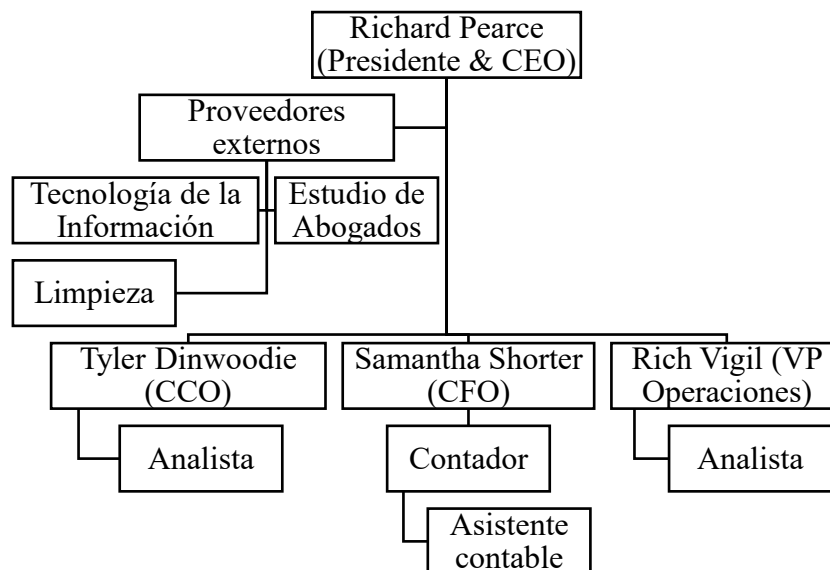 Richard Pearce
(Presidente & CEO)
Proveedores
externos
Tecnología de la
Información
Estudio de
Abogados
Limpieza
Tyler Dinwoodie
(CCO)
Samantha Shorter
(CFO)
Rich Vigil (VP
Operaciones)
Analista
Contador
Analista
Asistente
contable